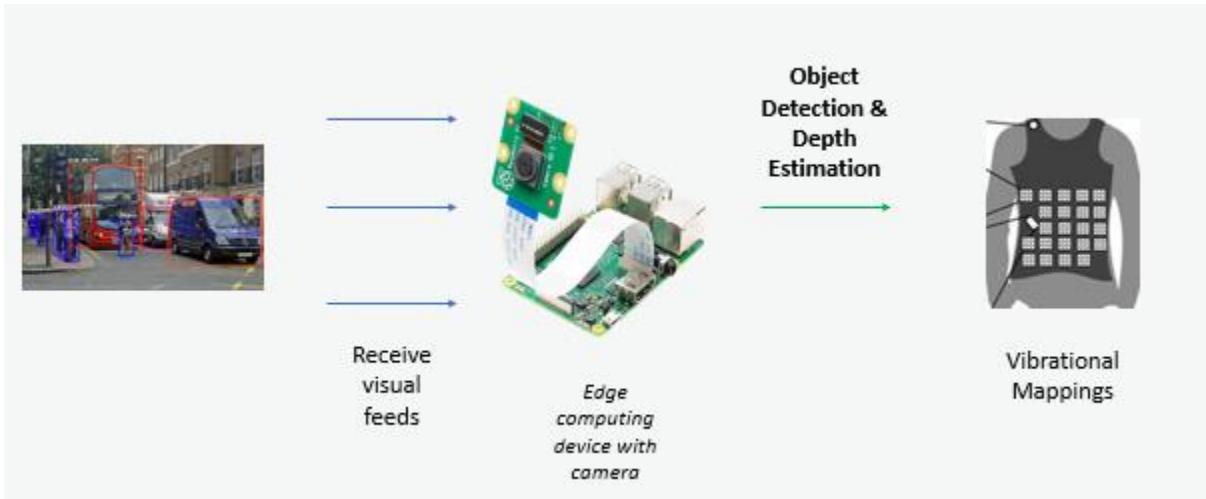 Receive
visual
feeds
Edge
computing
device with
camera
Object
Detection &
Depth
Estimation
Vibrational
Mappings